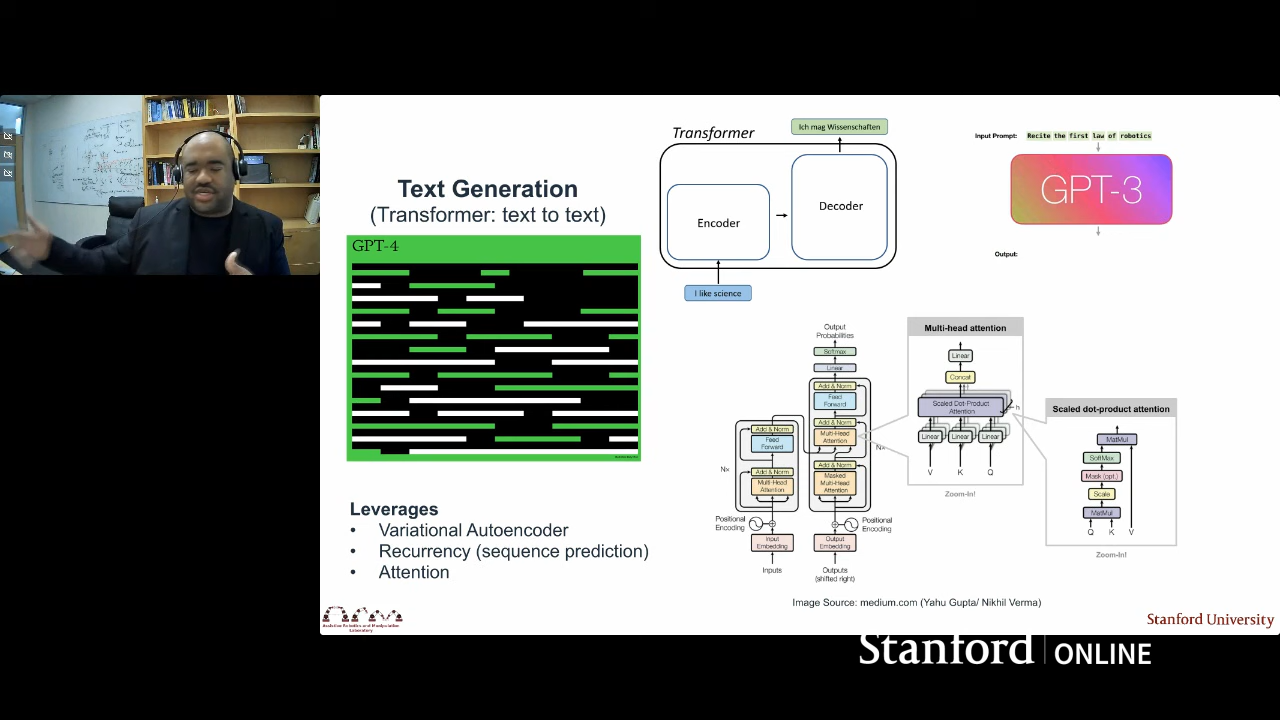 Text Generation
(Transformer: text to text)
GPT-4
Leverages
• Variational Autoencoder
• Recurrency (sequence prediction)
• Attention
Transformer
Ich mag Wissenschaften
Encoder
Decoder
I like science
Input Prompt: Recite the first law of robotics
GPT-3
Output:
Output
Probabilities
Softmax
Linear
Add & Norm
Feed
Forward
Add & Norm
Multi-Head
Attention
Add & Norm
Masked
Multi-Head
Attention
Nx
Positional
Encoding
Output
Embedding
Outputs
(shifted right)
Add & Norm
Feed
Forward
Add & Norm
Multi-Head
Attention
Nx
Positional
Encoding
Input
Embedding
Inputs
Multi-head attention
Linear
Concat
Scaled Dot-Product
Attention
h
Linear Linear Linear
V K Q
Zoom-In!
Scaled dot-product attention
MatMul
SoftMax
Mask (opt.)
Scale
MatMul
Q K V
Zoom-In!
Image Source: medium.com (Yahu Gupta/ Nikhil Verma)
Assistive Robotics and Manipulation
Laboratory
Stanford University
Stanford ONLINE